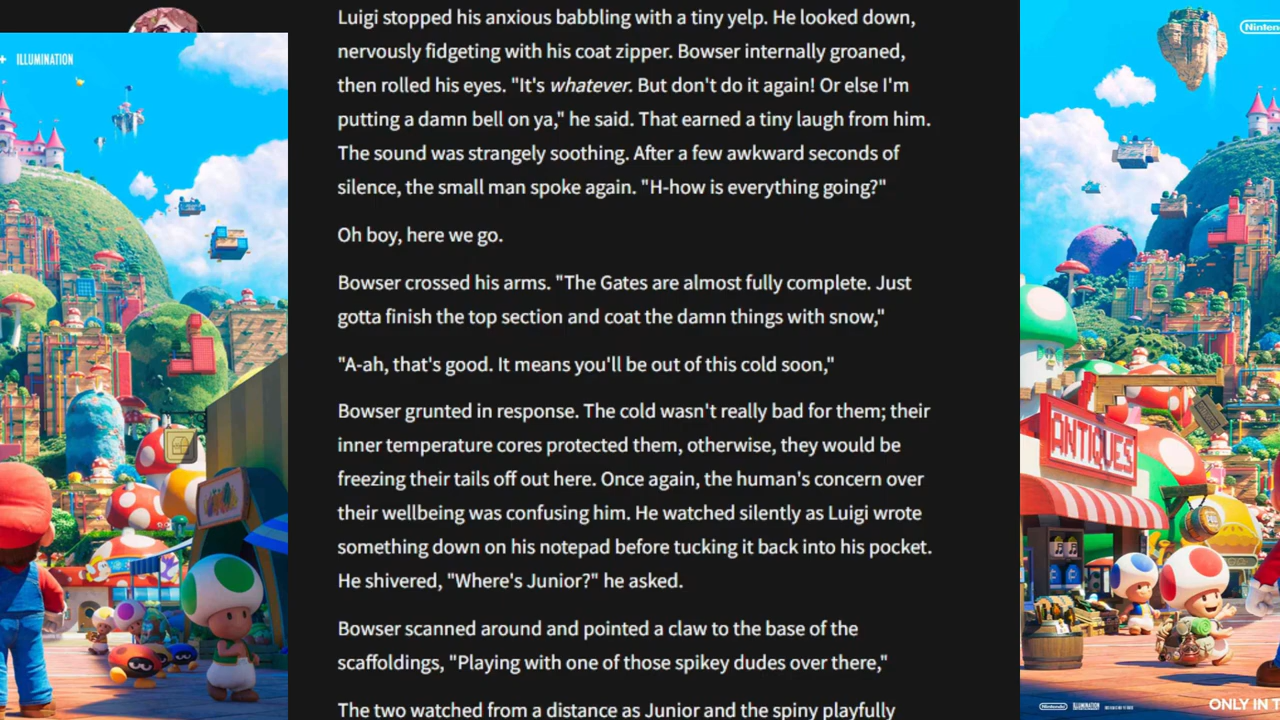 + ILLUMINATION
Luigi stopped his anxious babbling with a tiny yelp. He looked down,
nervously fidgeting with his coat zipper. Bowser internally groaned,
then rolled his eyes. "It's whatever. But don't do it again! Or else I'm
putting a damn bell on ya," he said. That earned a tiny laugh from him.
The sound was strangely soothing. After a few awkward seconds of
silence, the small man spoke again. "H-how is everything going?"
Oh boy, here we go.
Bowser crossed his arms. "The Gates are almost fully complete. Just
gotta finish the top section and coat the damn things with snow,"
"A-ah, that's good. It means you'll be out of this cold soon,"
Bowser grunted in response. The cold wasn't really bad for them; their
inner temperature cores protected them, otherwise, they would be
freezing their tails off out here. Once again, the human's concern over
their wellbeing was confusing him. He watched silently as Luigi wrote
something down on his notepad before tucking it back into his pocket.
He shivered, "Where's Junior?" he asked.
Bowser scanned around and pointed a claw to the base of the
scaffoldings, "Playing with one of those spikey dudes over there,"
The two watched from a distance as Junior and the spiny playfully
Ninten
ANTIQUES
Nintendo
ILLUMINATION
ONLY IN T